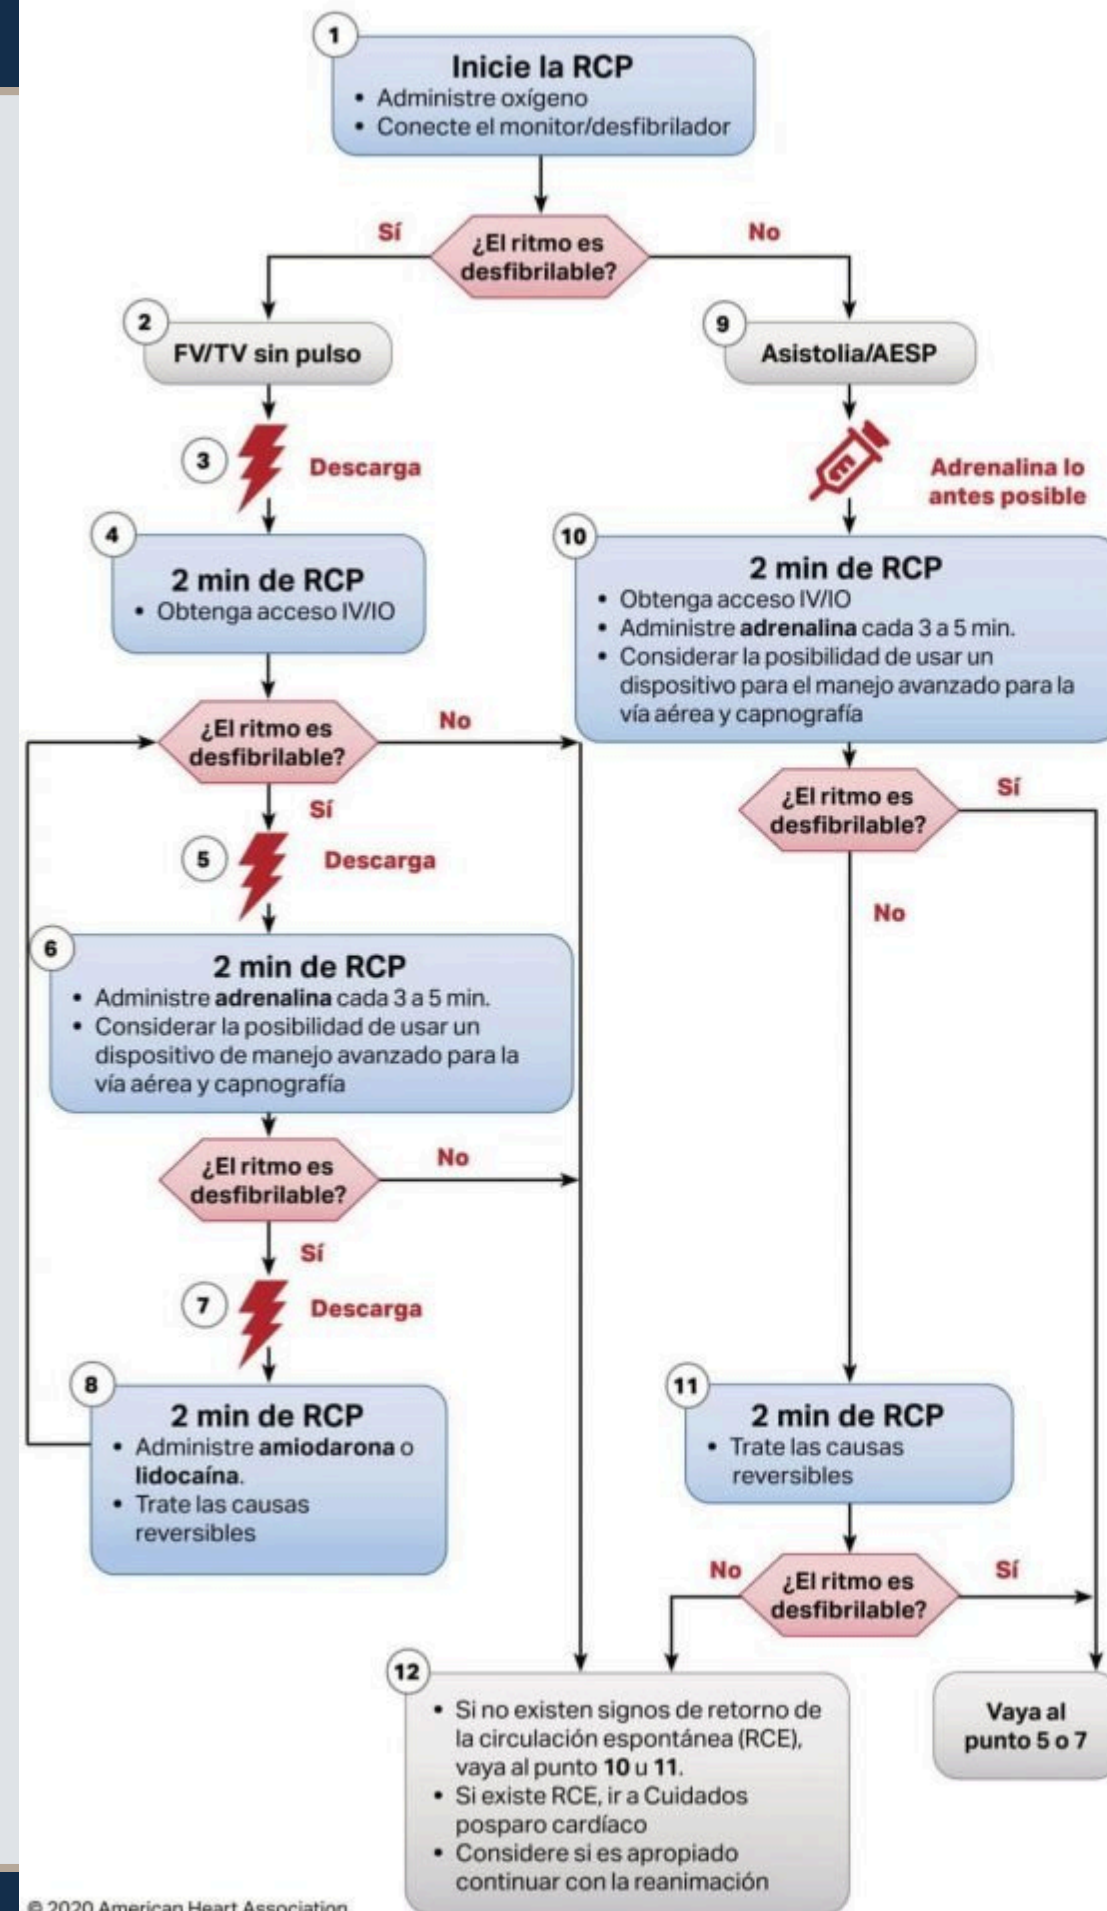 1
Inicie la RCP
• Administre oxígeno
• Conecte el monitor/desfibrilador
¿El ritmo es
desfibrilable?
Sí
No
2
FV/TV sin pulso
3
Descarga
4
2 min de RCP
• Obtenga acceso IV/IO
¿El ritmo es
desfibrilable?
No
Sí
5
Descarga
6
2 min de RCP
• Administre adrenalina cada 3 a 5 min.
• Considerar la posibilidad de usar un
dispositivo de manejo avanzado para la
vía aérea y capnografía
¿El ritmo es
desfibrilable?
No
Sí
7
Descarga
8
2 min de RCP
• Administre amiodarona o
lidocaína.
• Trate las causas
reversibles
9
Asistolia/AESP
Adrenalina lo
antes posible
10
2 min de RCP
• Obtenga acceso IV/IO
• Administre adrenalina cada 3 a 5 min.
• Considerar la posibilidad de usar un
dispositivo para el manejo avanzado para la
vía aérea y capnografía
¿El ritmo es
desfibrilable?
Sí
No
11
2 min de RCP
• Trate las causas
reversibles
¿El ritmo es
desfibrilable?
No
Sí
12
• Si no existen signos de retorno de
la circulación espontánea (RCE),
vaya al punto 10 u 11.
• Si existe RCE, ir a Cuidados
posparo cardíaco
• Considere si es apropiado
continuar con la reanimación
Vaya al
punto 5 o 7
© 2020 American Heart Association